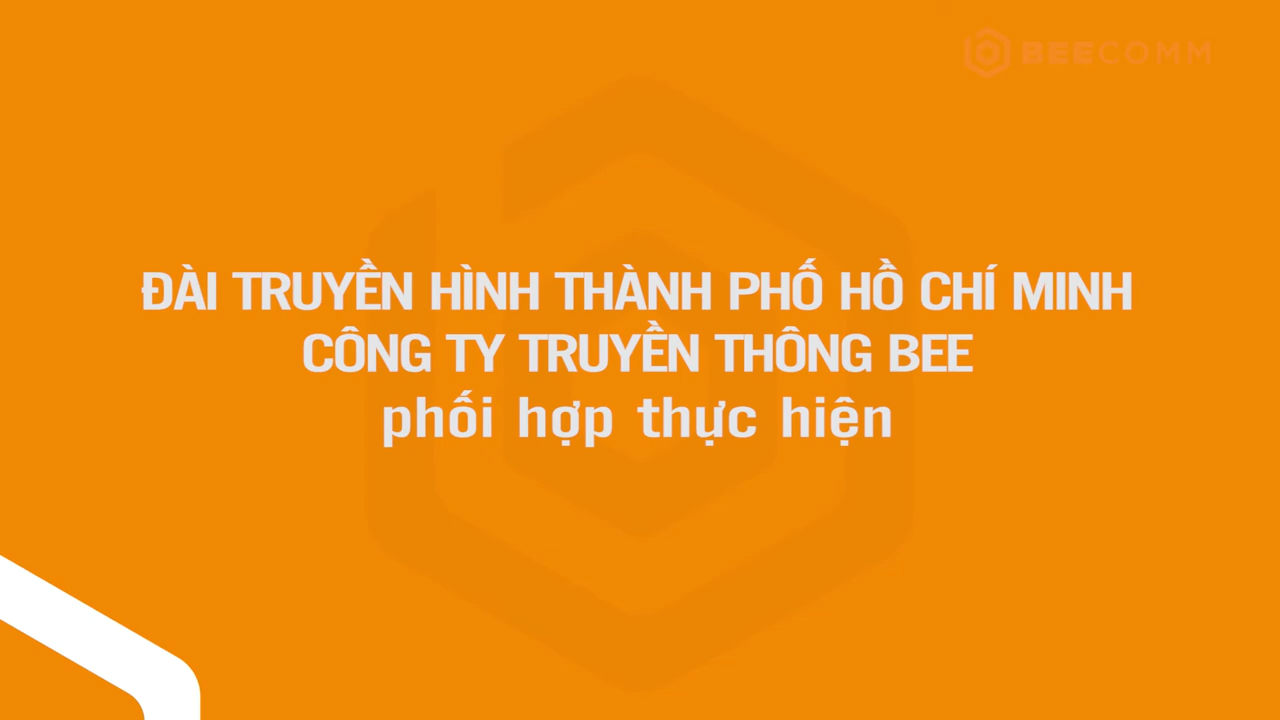 BEECOMM
ĐÀI TRUYỀN HÌNH THÀNH PHỐ HỒ CHÍ MINH
CÔNG TY TRUYỀN THÔNG BEE
phối hợp thực hiện